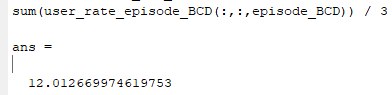 sum(user_rate_episode_BCD(:,:,episode_BCD)) / 3
ans =
12.012669974619753